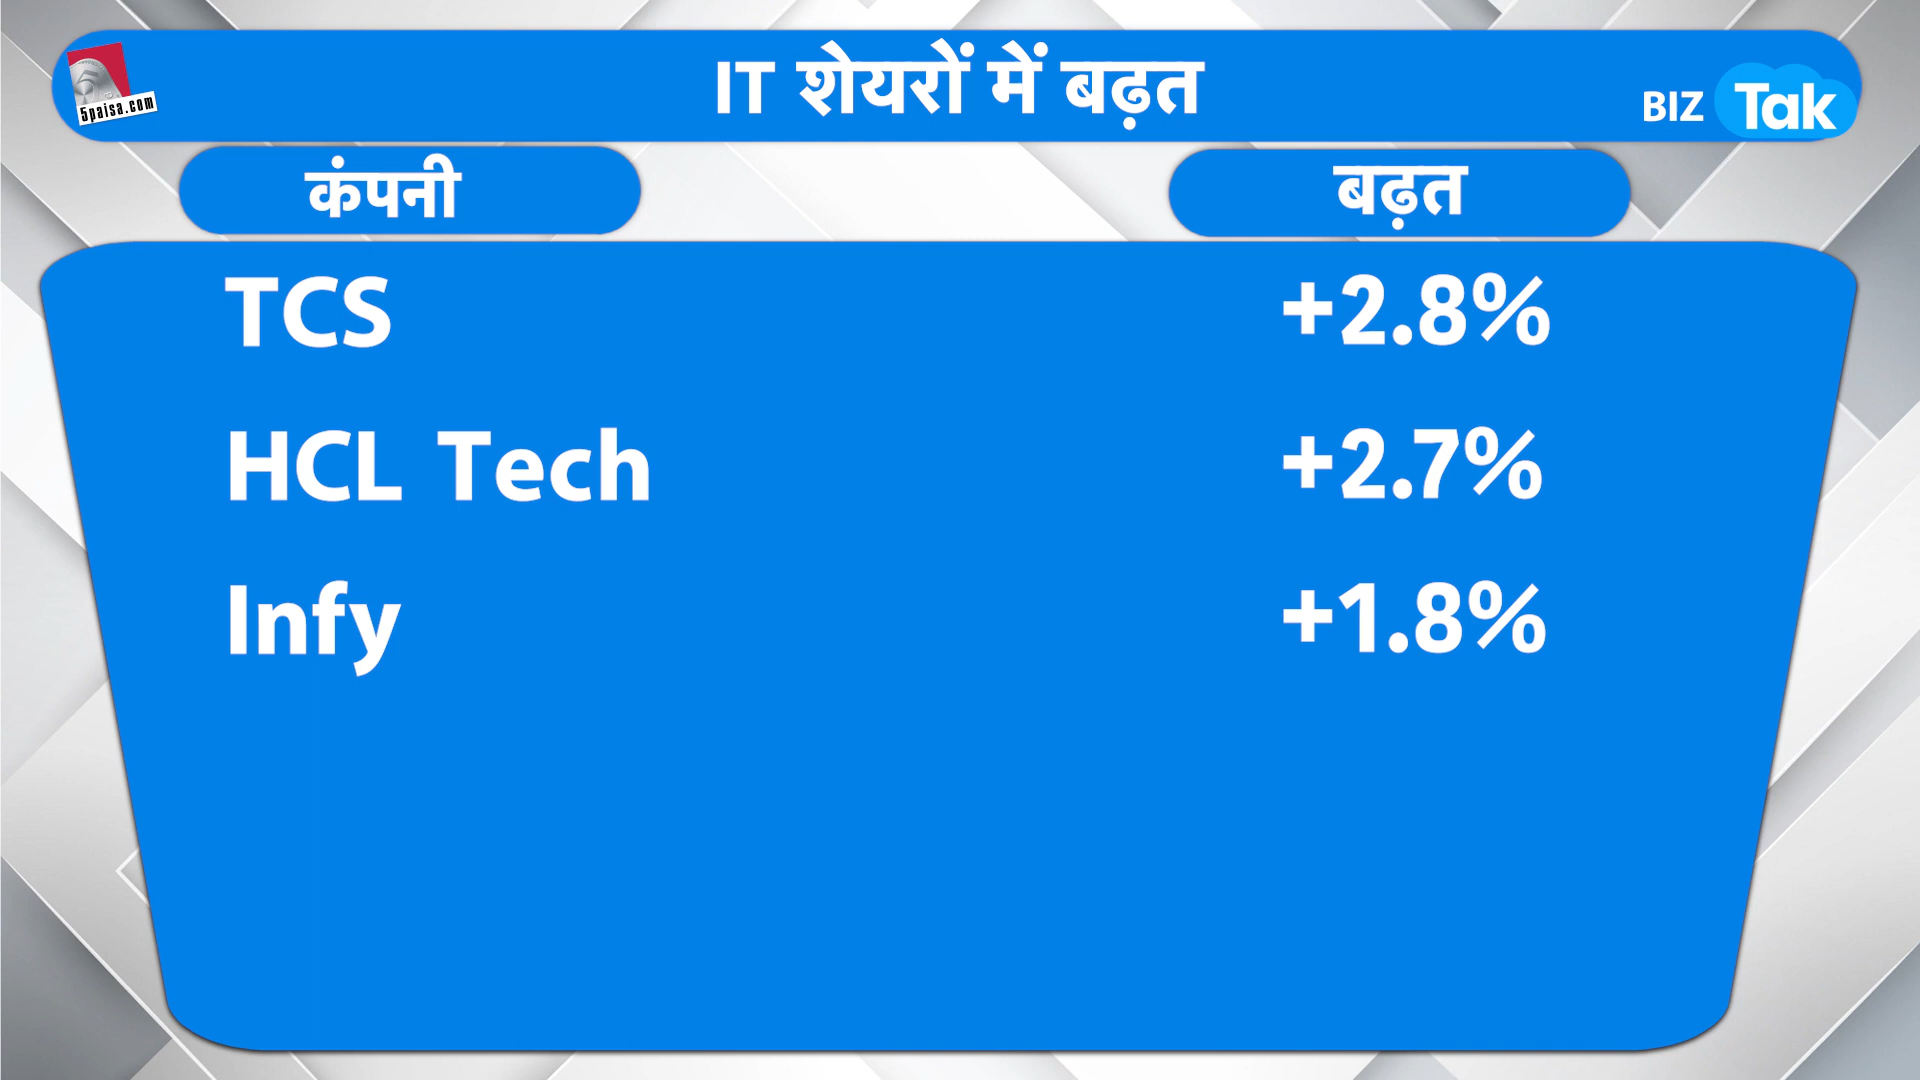 5paisa.com
IT शेयरों में बढ़त
BIZ Tak
कंपनी बढ़त
TCS +2.8%
HCL Tech +2.7%
Infy +1.8%